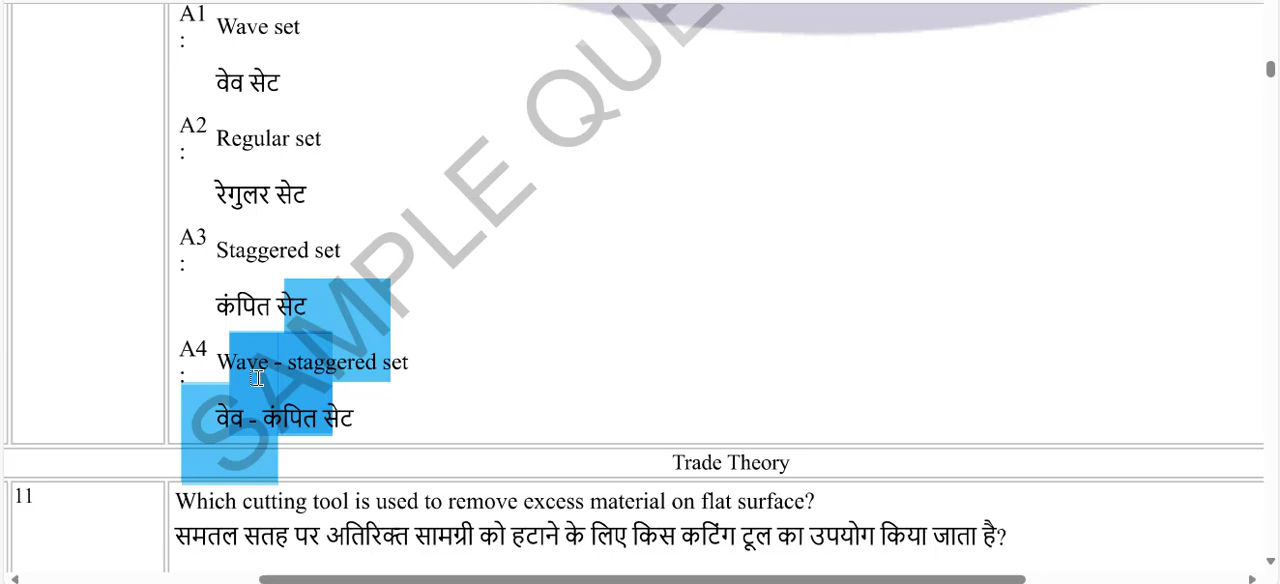 A1
:
Wave set
वेव सेट
A2
:
Regular set
रेगुलर सेट
A3
:
Staggered set
कंपित सेट
A4
:
Wave - staggered set
वेव - कंपित सेट
Trade Theory
11
Which cutting tool is used to remove excess material on flat surface?
समतल सतह पर अतिरिक्त सामग्री को हटाने के लिए किस कटिंग टूल का उपयोग किया जाता है?
SAMPLE QUE